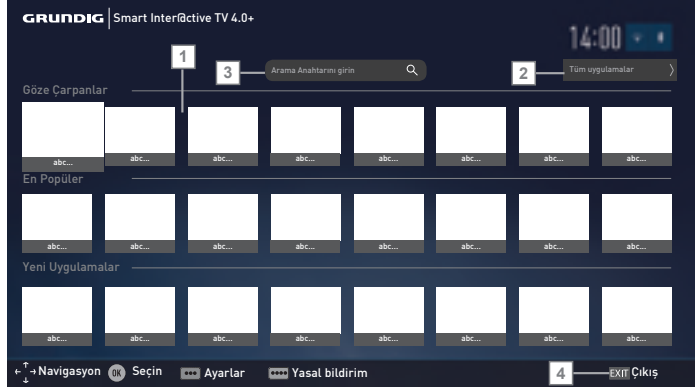 GRUNDIG Smart Inter@ctive TV 4.0+
14:00
1
3 Arama Anahtarını girin
2 Tüm uygulamalar
Göze Çarpanlar
abc... abc... abc... abc... abc... abc... abc... abc...
En Popüler
abc... abc... abc... abc... abc... abc... abc... abc...
Yeni Uygulamalar
abc... abc... abc... abc... abc... abc... abc... abc...
Navigasyon OK Seçin Ayarlar Yasal bildirim 4 EXIT Çıkış